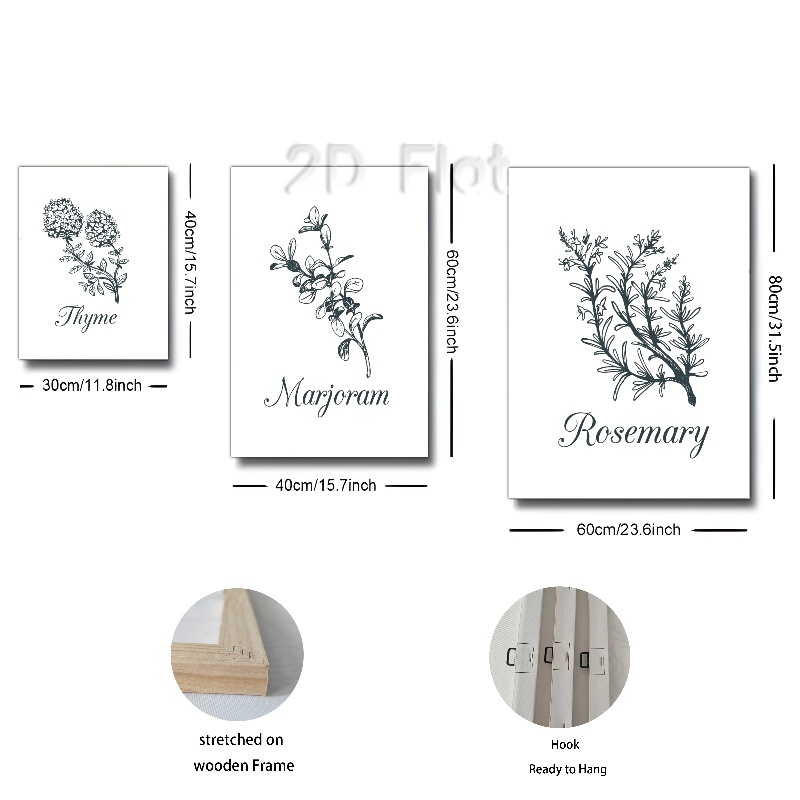 2D Flat
Thyme
40cm/15.7inch
30cm/11.8inch
Marjoram
60cm/23.6inch
40cm/15.7inch
Rosemary
80cm/31.5inch
60cm/23.6inch
stretched on
wooden Frame
Hook
Ready to Hang